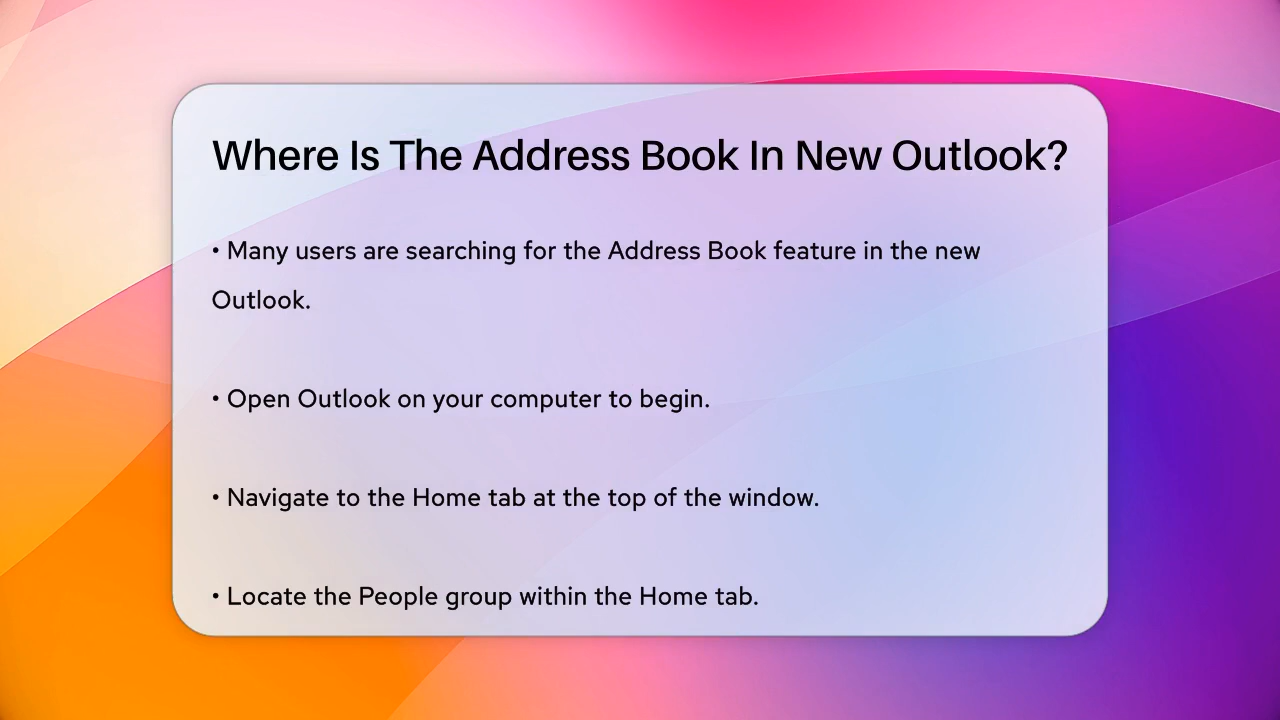 Where Is The Address Book In New Outlook?
• Many users are searching for the Address Book feature in the new
Outlook.
• Open Outlook on your computer to begin.
• Navigate to the Home tab at the top of the window.
• Locate the People group within the Home tab.